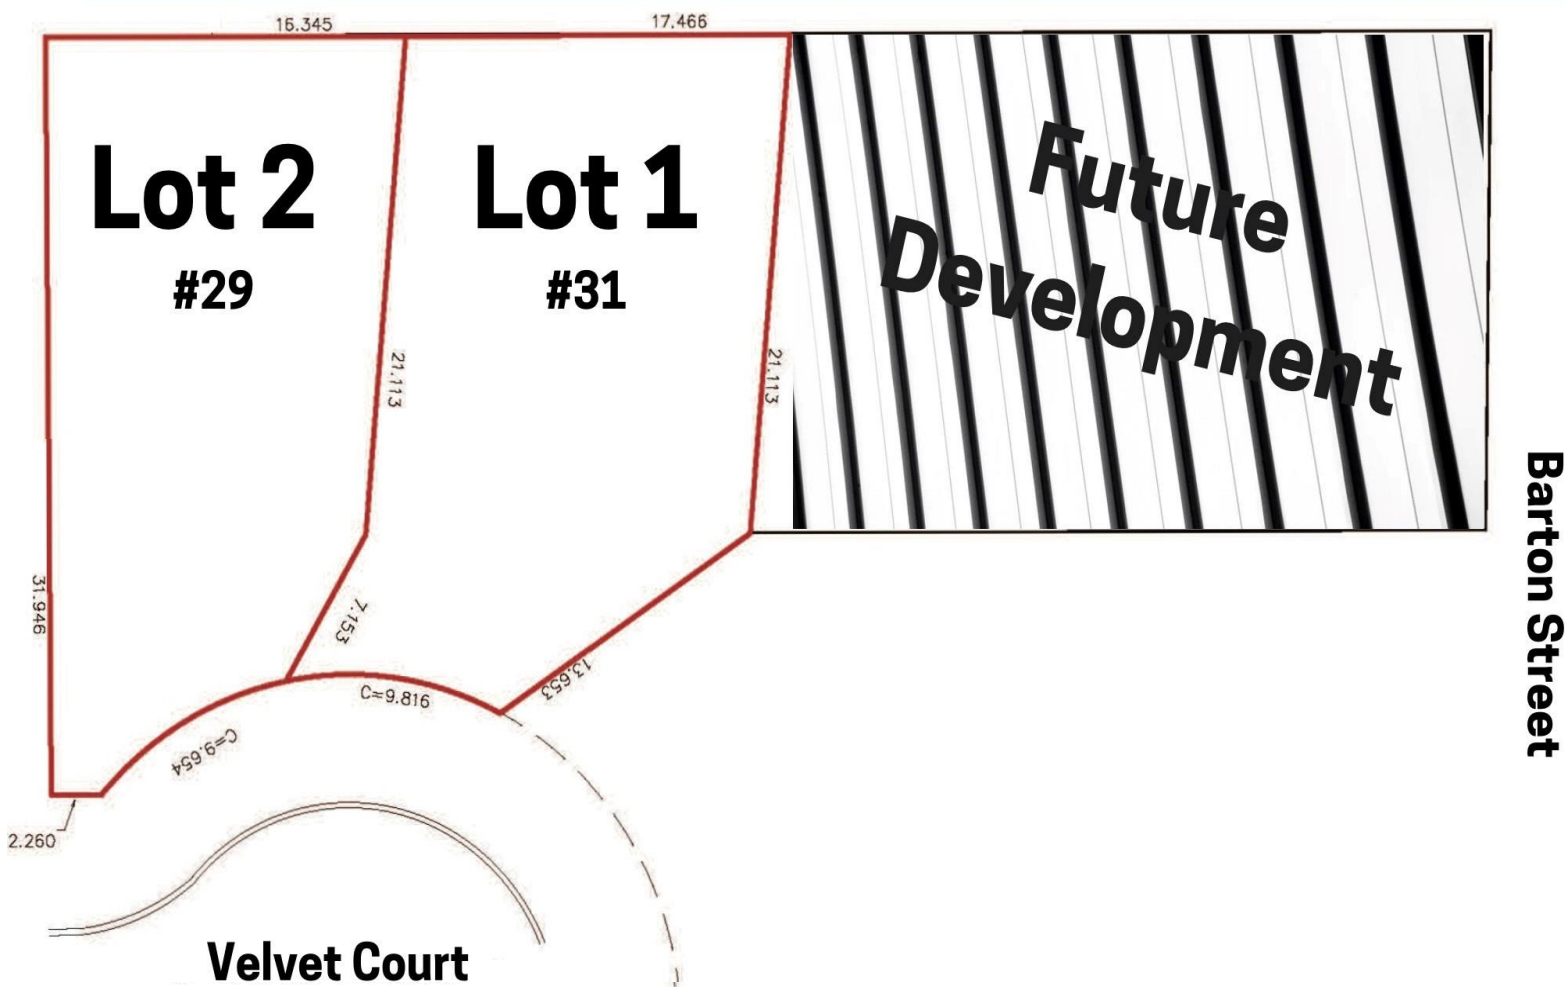 16.345
17.466
Lot 2
#29
Lot 1
#31
Future
Development
21.113
21.113
31.946
7.153
13.653
C=9.816
C=9.654
2.260
Barton Street
Velvet Court